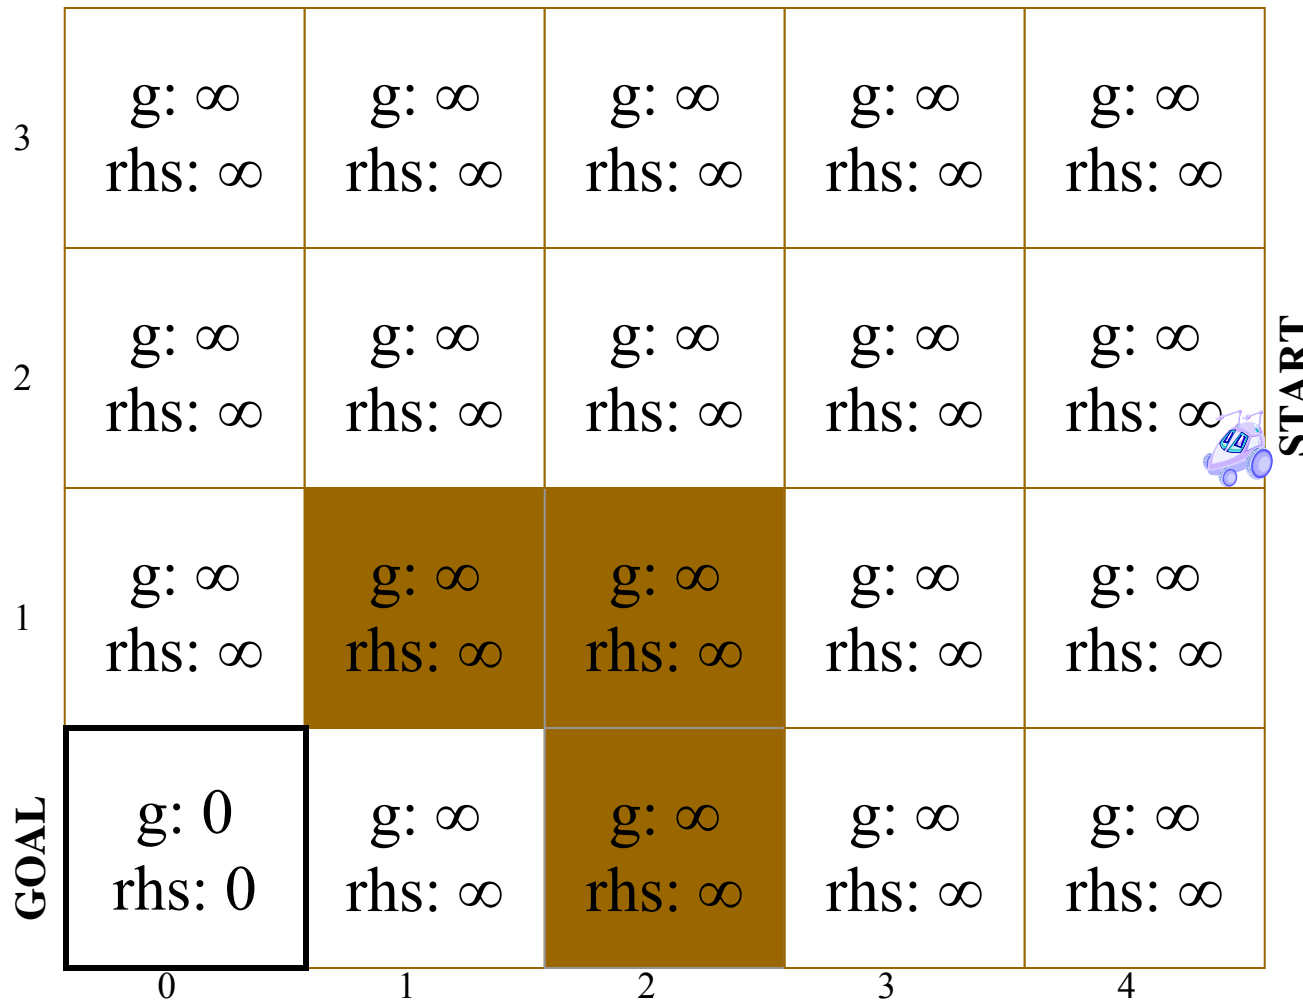 g: ∞ g: ∞ g: ∞ g: ∞ g: ∞
3
rhs: ∞ rhs: ∞ rhs: ∞ rhs: ∞ rhs: ∞
g: ∞ g: ∞ g: ∞ g: ∞ g: ∞
2
rhs: ∞ rhs: ∞ rhs: ∞ rhs: ∞ rhs: ∞
START
g: ∞ g: ∞ g: ∞ g: ∞ g: ∞
1
rhs: ∞ rhs: ∞ rhs: ∞ rhs: ∞ rhs: ∞
g: 0 g: ∞ g: ∞ g: ∞ g: ∞
GOAL
rhs: 0 rhs: ∞ rhs: ∞ rhs: ∞ rhs: ∞
0 1 2 3 4